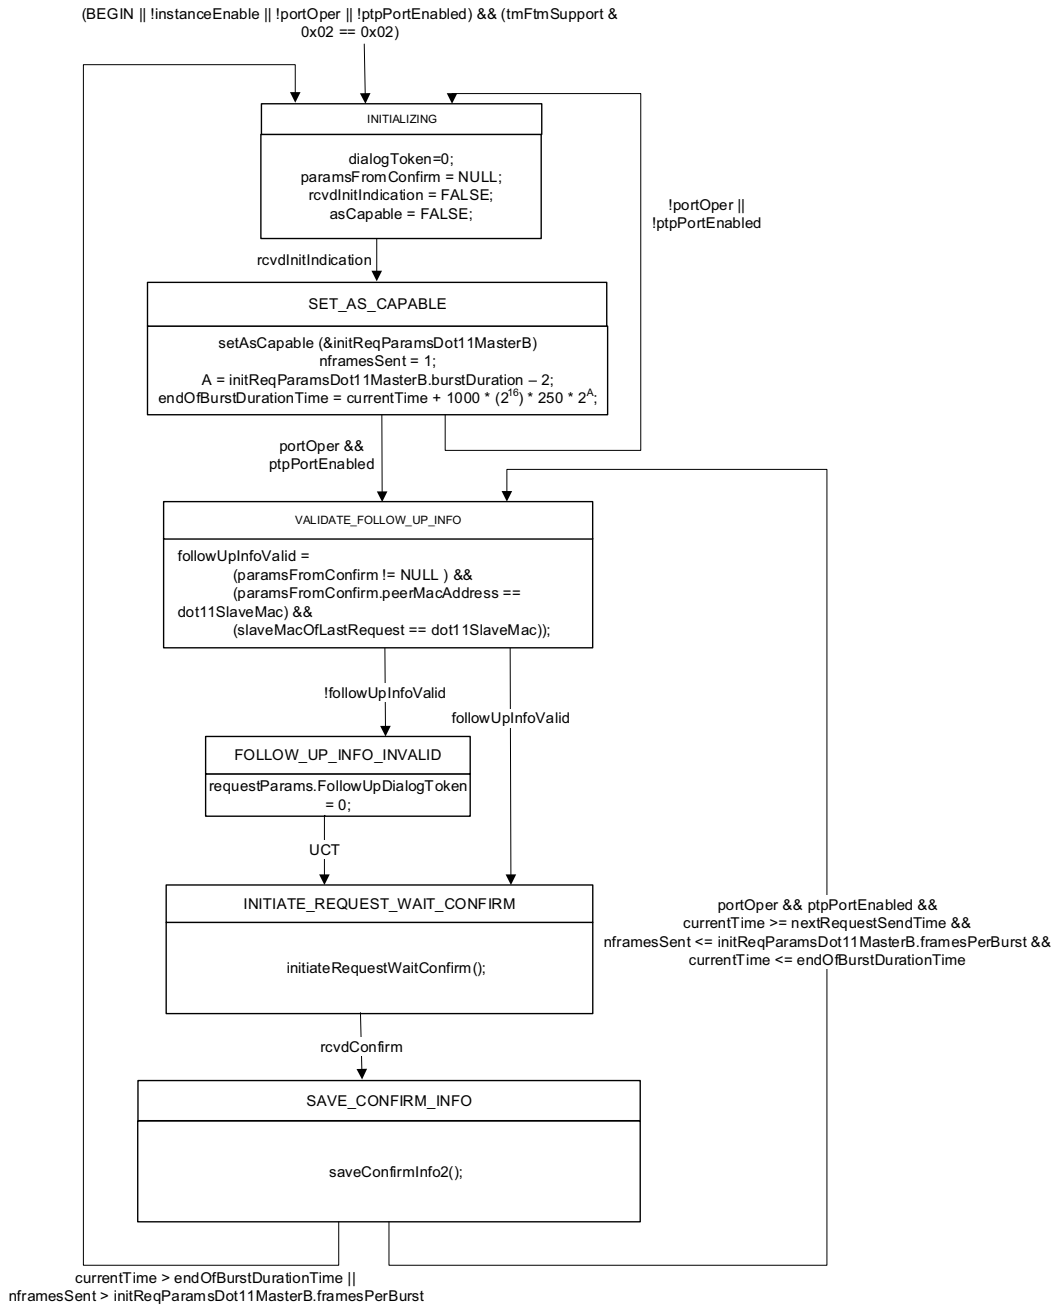 (BEGIN || !instanceEnable || !portOper || !ptpPortEnabled) && (tmFtmSupport &
0x02 == 0x02)
INITIALIZING
dialogToken=0;
paramsFromConfirm = NULL;
rcvdInitIndication = FALSE;
asCapable = FALSE;
!portOper ||
!ptpPortEnabled
rcvdInitIndication
SET_AS_CAPABLE
setAsCapable (&initReqParamsDot11MasterB)
nframesSent = 1;
A = initReqParamsDot11MasterB.burstDuration – 2;
endOfBurstDurationTime = currentTime + 1000 * (2^16) * 250 * 2^A;
portOper &&
ptpPortEnabled
VALIDATE_FOLLOW_UP_INFO
followUpInfoValid =
(paramsFromConfirm != NULL ) &&
(paramsFromConfirm.peerMacAddress ==
dot11SlaveMac) &&
(slaveMacOfLastRequest == dot11SlaveMac));
!followUpInfoValid
followUpInfoValid
FOLLOW_UP_INFO_INVALID
requestParams.FollowUpDialogToken
= 0;
UCT
INITIATE_REQUEST_WAIT_CONFIRM
initiateRequestWaitConfirm();
portOper && ptpPortEnabled &&
currentTime >= nextRequestSendTime &&
nframesSent <= initReqParamsDot11MasterB.framesPerBurst &&
currentTime <= endOfBurstDurationTime
rcvdConfirm
SAVE_CONFIRM_INFO
saveConfirmInfo2();
currentTime > endOfBurstDurationTime ||
nframesSent > initReqParamsDot11MasterB.framesPerBurst